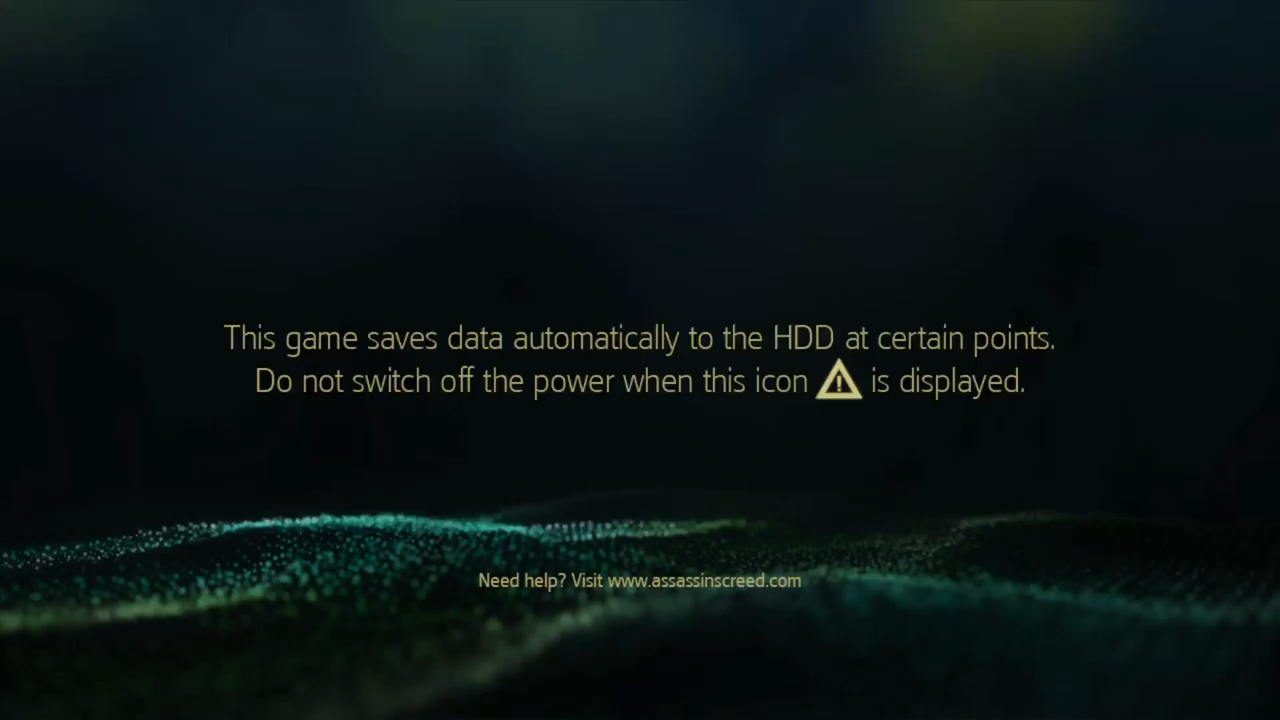 This game saves data automatically to the HDD at certain points.
Do not switch off the power when this icon is displayed.
Need help? Visit www.assassinscreed.com